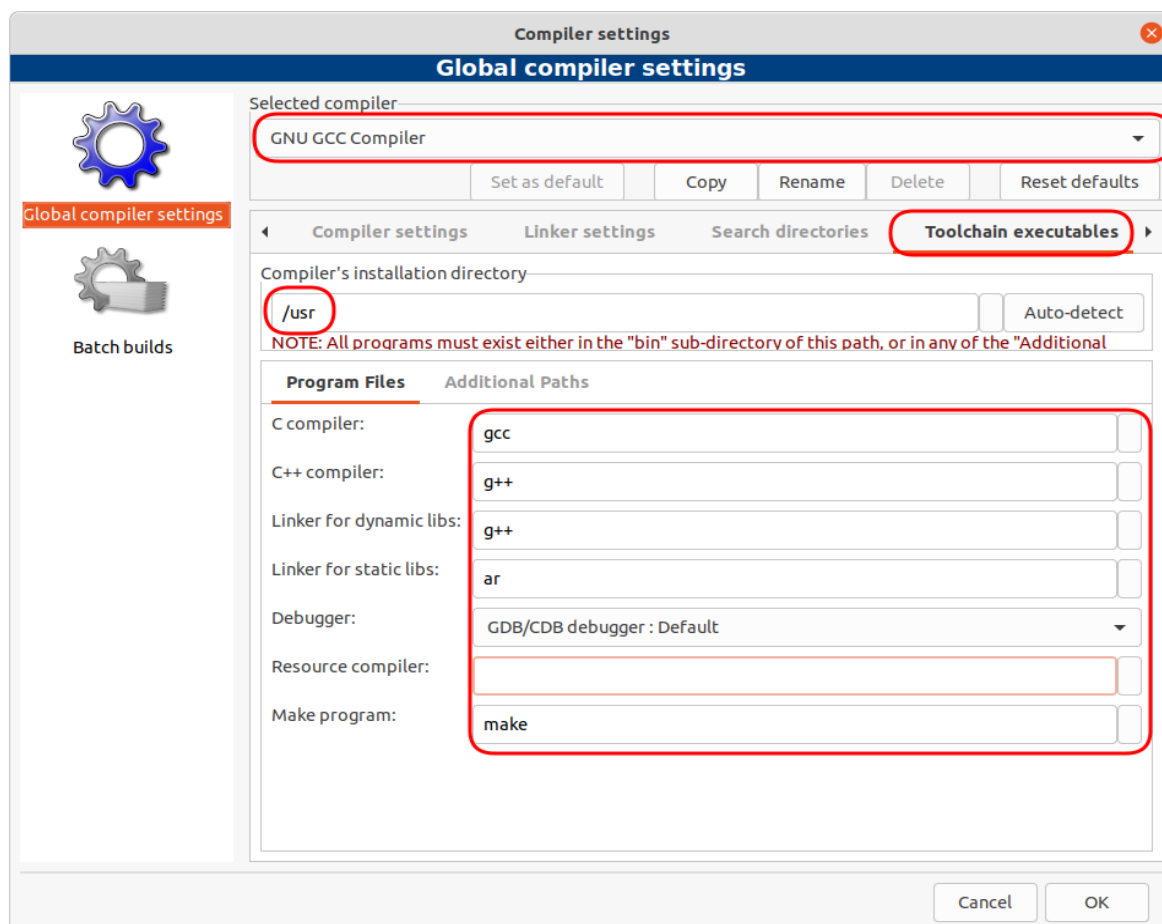 Compiler settings
Global compiler settings
Global compiler settings
Batch builds
Selected compiler
GNU GCC Compiler
Set as default Copy Rename Delete Reset defaults
Compiler settings Linker settings Search directories Toolchain executables
Compiler's installation directory
/usr Auto-detect
NOTE: All programs must exist either in the "bin" sub-directory of this path, or in any of the "Additional
Program Files Additional Paths
C compiler: gcc
C++ compiler: g++
Linker for dynamic libs: g++
Linker for static libs: ar
Debugger: GDB/CDB debugger : Default
Resource compiler:
Make program: make
Cancel OK